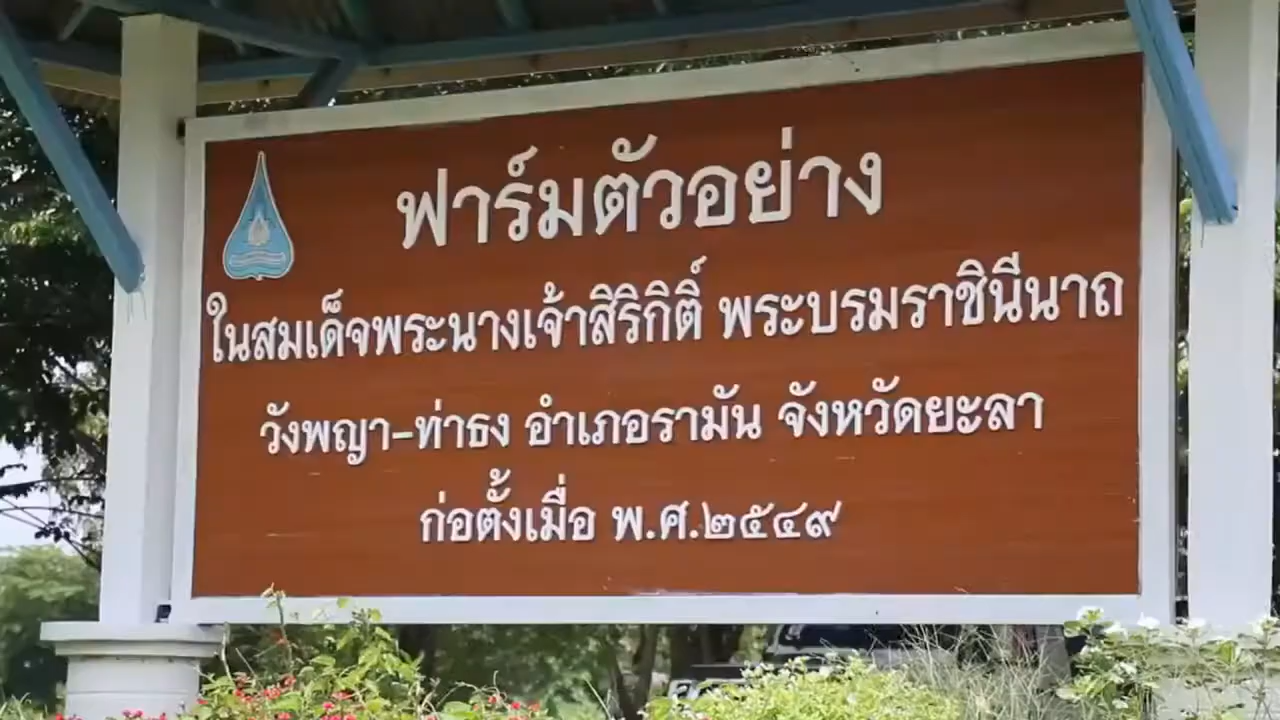 ฟาร์มตัวอย่าง
ในสมเด็จพระนางเจ้าสิริกิติ์ พระบรมราชินีนาถ
วังพญา-ท่าธง อำเภอรามัน จังหวัดยะลา
ก่อตั้งเมื่อ พ.ศ.๒๕๔๙